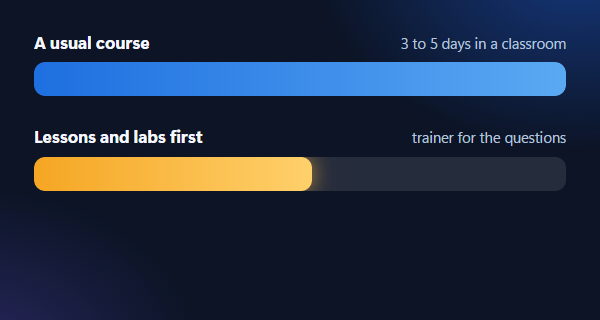 A usual course
3 to 5 days in a classroom
Lessons and labs first
trainer for the questions